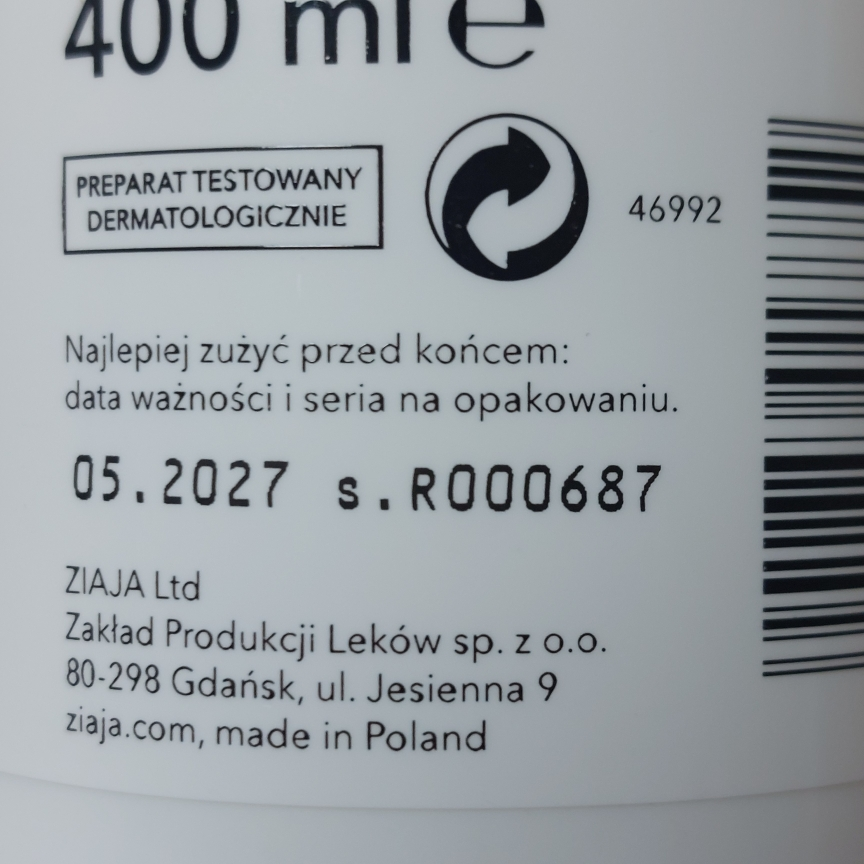 400 ml e
PREPARAT TESTOWANY
DERMATOLOGICZNIE
46992
Najlepiej zużyć przed końcem:
data ważności i seria na opakowaniu.
05.2027 s.R000687
ZIAJA Ltd
Zakład Produkcji Leków sp. z o.o.
80-298 Gdańsk, ul. Jesienna 9
ziaja.com, made in Poland